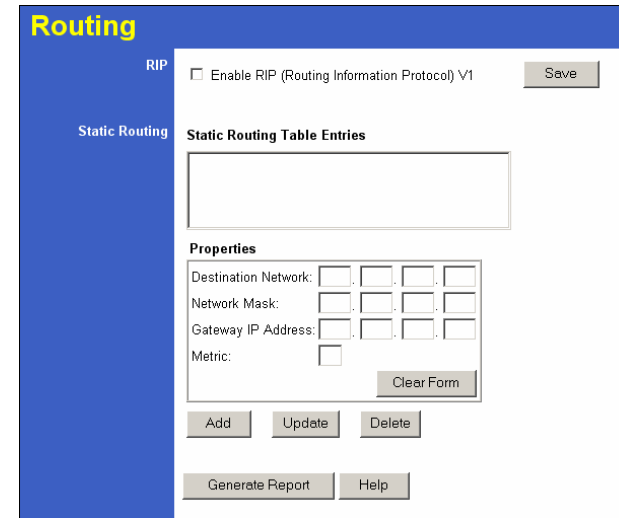 Routing
RIP
Enable RIP (Routing Information Protocol) V1
Save
Static Routing
Static Routing Table Entries
Properties
Destination Network: . . .
Network Mask: . . .
Gateway IP Address: . . .
Metric:
Clear Form
Add Update Delete
Generate Report Help